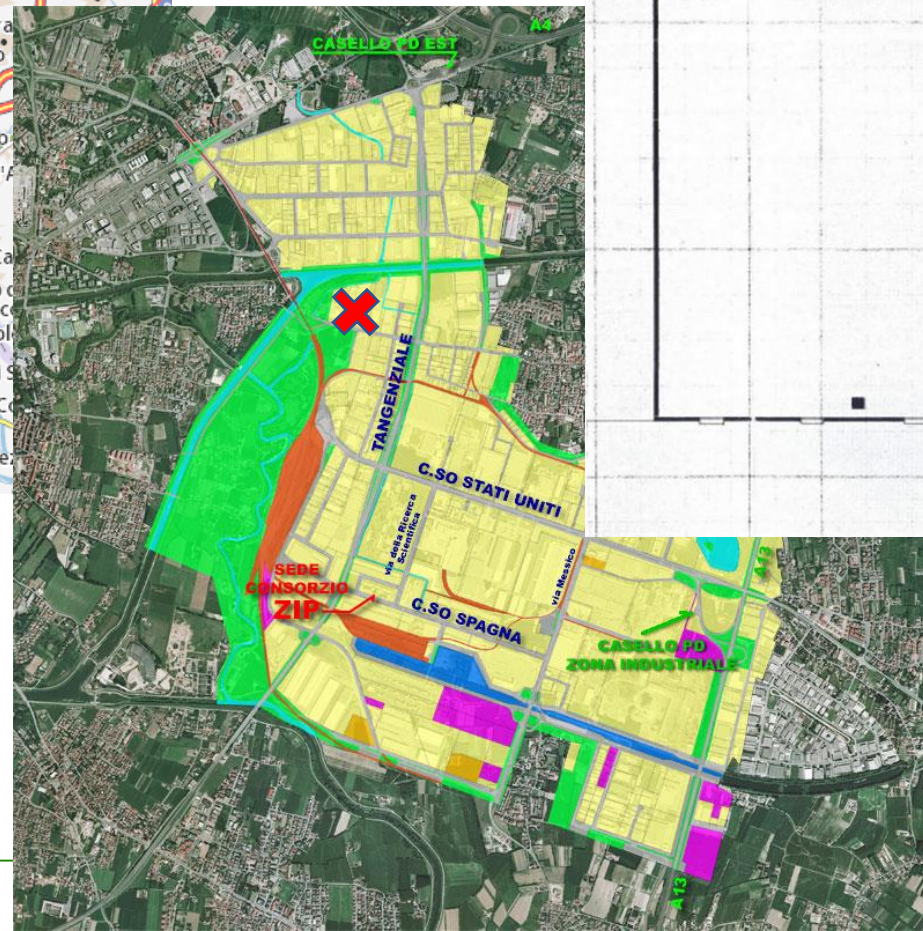 A4
CASELLO PD EST
TANGENZIALE
C.SO STATI UNITI
via della Ricerca
Scientifica
via Messico
A13
SEDE
CONSORZIO
ZIP
C.SO SPAGNA
CASELLO PD
ZONA INDUSTRIALE
A13